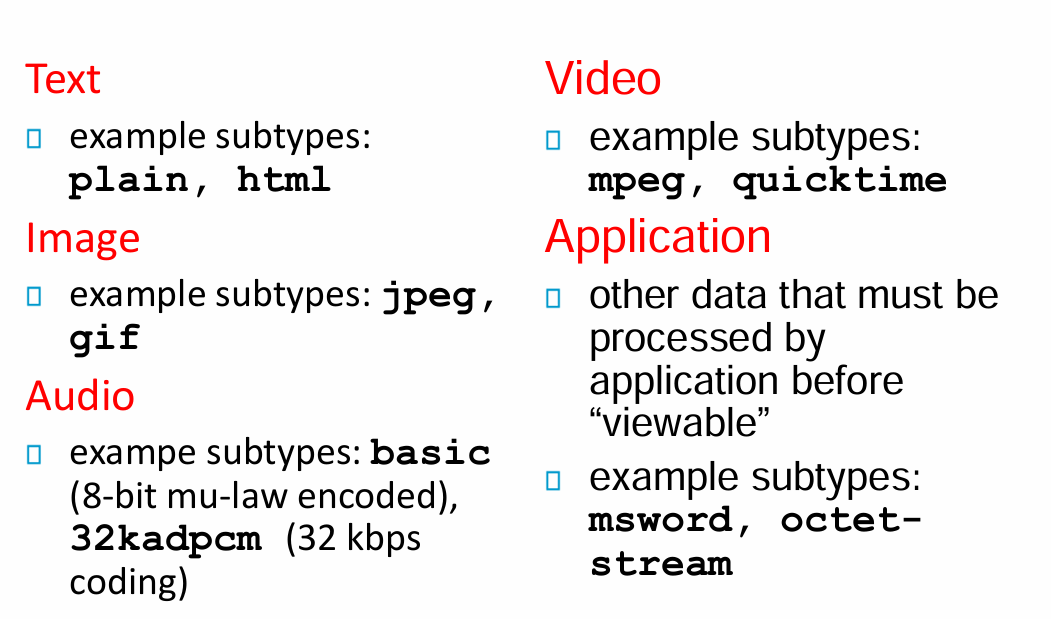 Text
example subtypes:
plain, html
Image
example subtypes: jpeg,
gif
Audio
exampe subtypes: basic
(8-bit mu-law encoded),
32kadpcm (32 kbps
coding)
Video
example subtypes:
mpeg, quicktime
Application
other data that must be
processed by
application before
“viewable”
example subtypes:
msword, octet-
stream